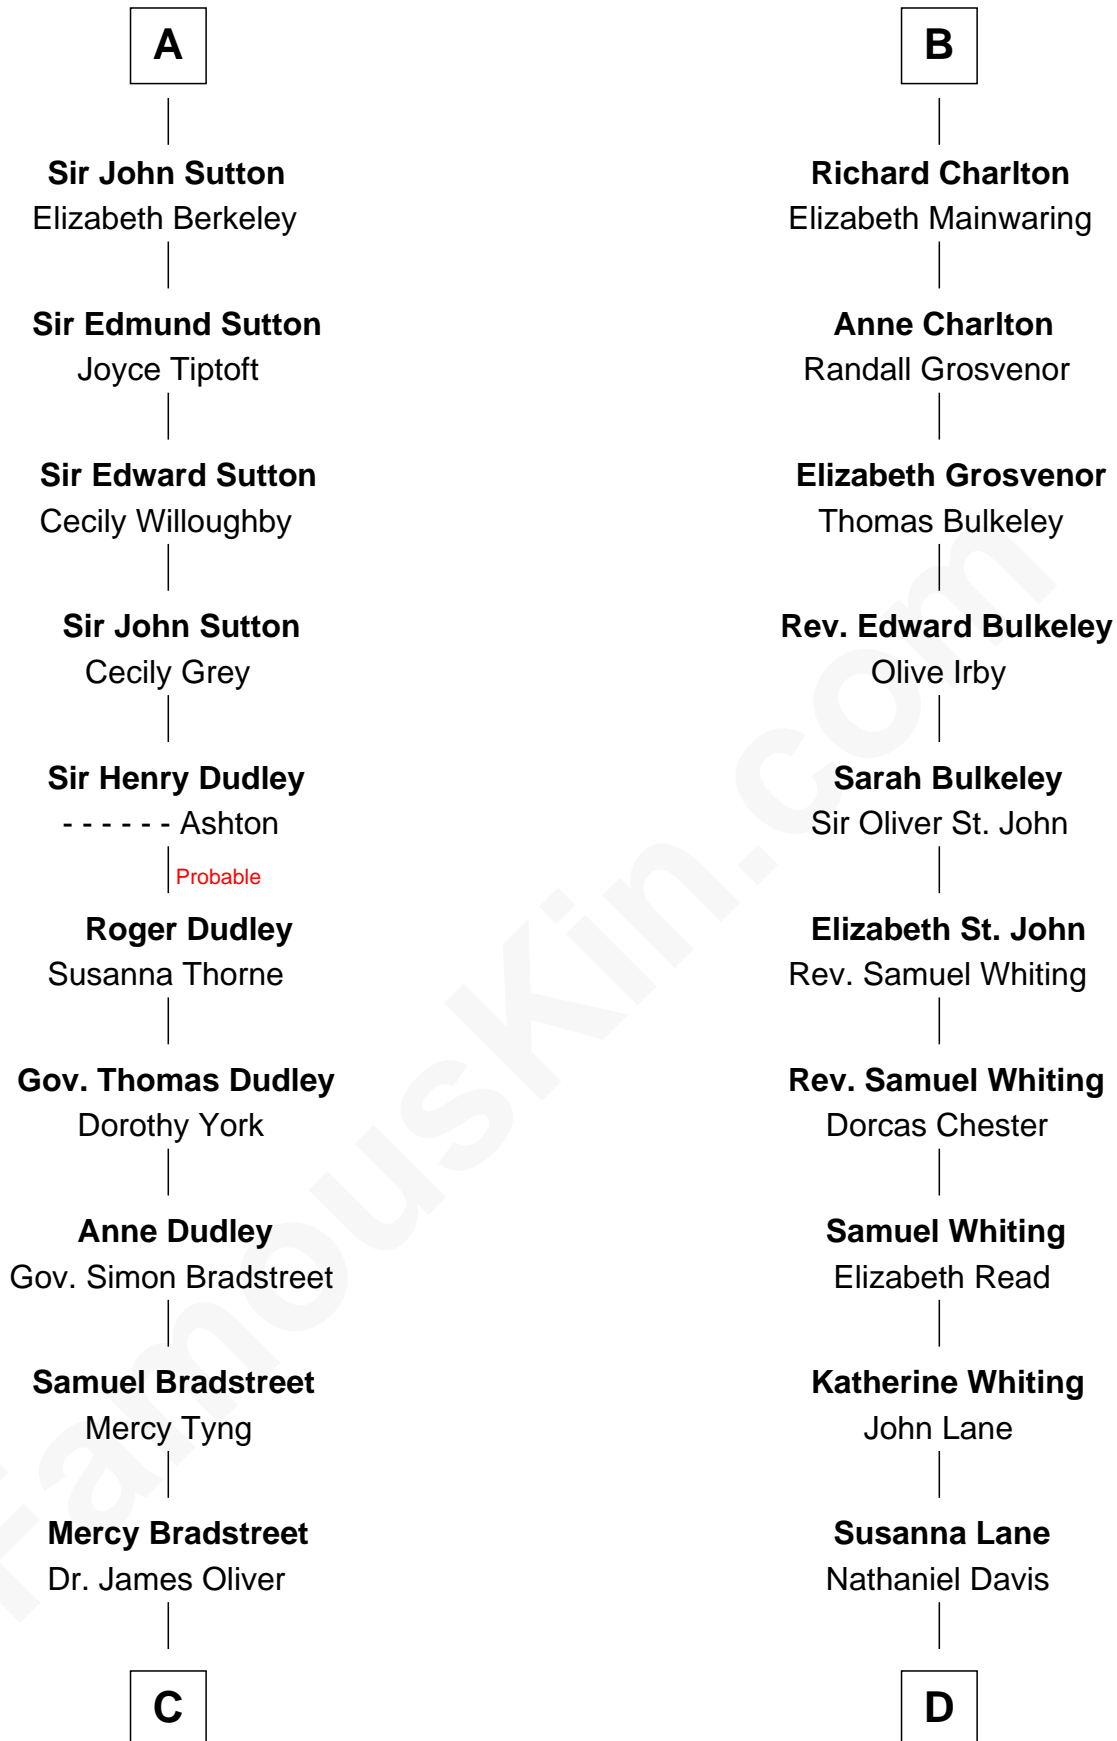 A
Sir John Sutton
Elizabeth Berkeley
Sir Edmund Sutton
Joyce Tiptoft
Sir Edward Sutton
Cecily Willoughby
Sir John Sutton
Cecily Grey
Sir Henry Dudley
- - - - - - Ashton
Probable
Roger Dudley
Susanna Thorne
Gov. Thomas Dudley
Dorothy York
Anne Dudley
Gov. Simon Bradstreet
Samuel Bradstreet
Mercy Tyng
Mercy Bradstreet
Dr. James Oliver
C
B
Richard Charlton
Elizabeth Mainwaring
Anne Charlton
Randall Grosvenor
Elizabeth Grosvenor
Thomas Bulkeley
Rev. Edward Bulkeley
Olive Irby
Sarah Bulkeley
Sir Oliver St. John
Elizabeth St. John
Rev. Samuel Whiting
Rev. Samuel Whiting
Dorcas Chester
Samuel Whiting
Elizabeth Read
Katherine Whiting
John Lane
Susanna Lane
Nathaniel Davis
D
FamousKin.com